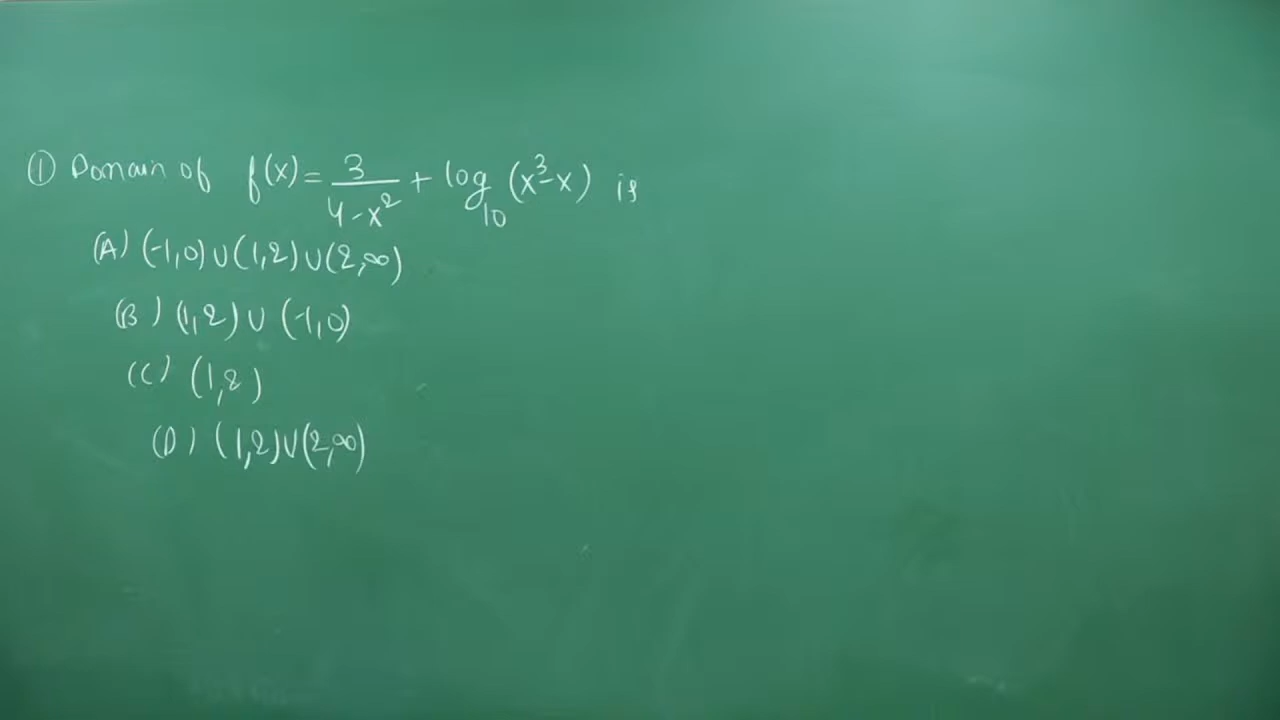 ① Domain of f(x) = 3/(4-x²) + log₁₀(x³-x) is
(A) (-1,0)∪(1,2)∪(2,∞)
(B) (1,2)∪(-1,0)
(C) (1,2)
(D) (1,2)∪(2,∞)